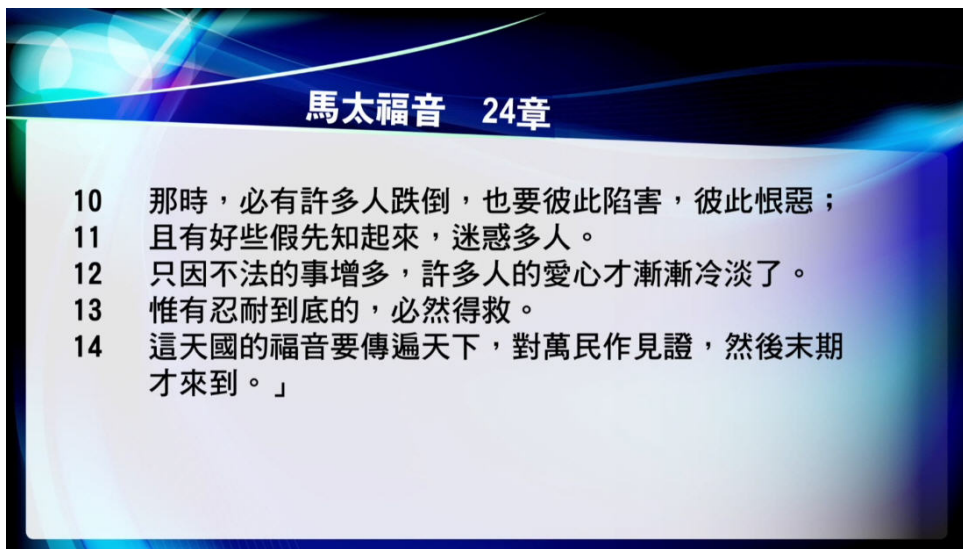 馬太福音 24章
10 那時，必有許多人跌倒，也要彼此陷害，彼此恨惡；
11 且有好些假先知起來，迷惑多人。
12 只因不法的事增多，許多人的愛心才漸漸冷淡了。
13 惟有忍耐到底的，必然得救。
14 這天國的福音要傳遍天下，對萬民作見證，然後末期
才來到。」